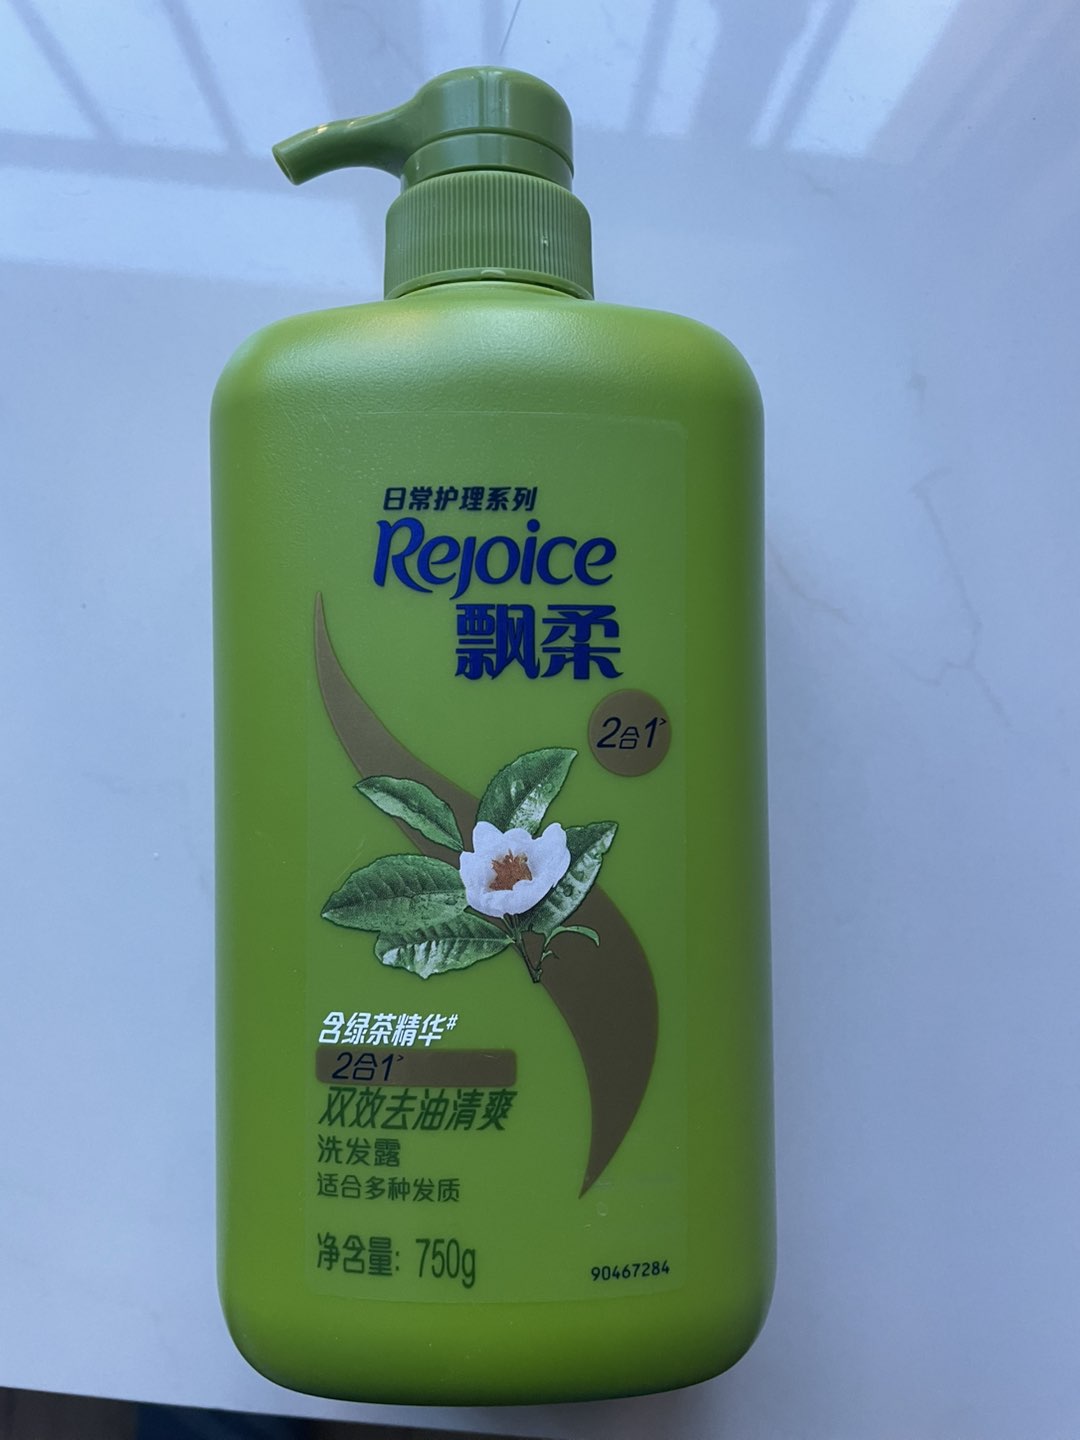 日常护理系列
Rejoice
飘柔
2合1>
含绿茶精华#
2合1>
双效去油清爽
洗发露
适合多种发质
净含量: 750g
90467284